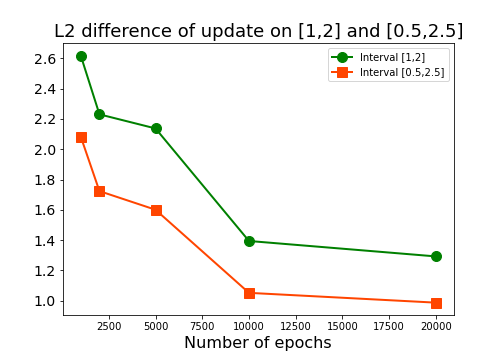 L2 difference of update on [1,2] and [0.5,2.5]
Interval [1,2]
Interval [0.5,2.5]
2.6
2.4
2.2
2.0
1.8
1.6
1.4
1.2
1.0
2500 5000 7500 10000 12500 15000 17500 20000
Number of epochs